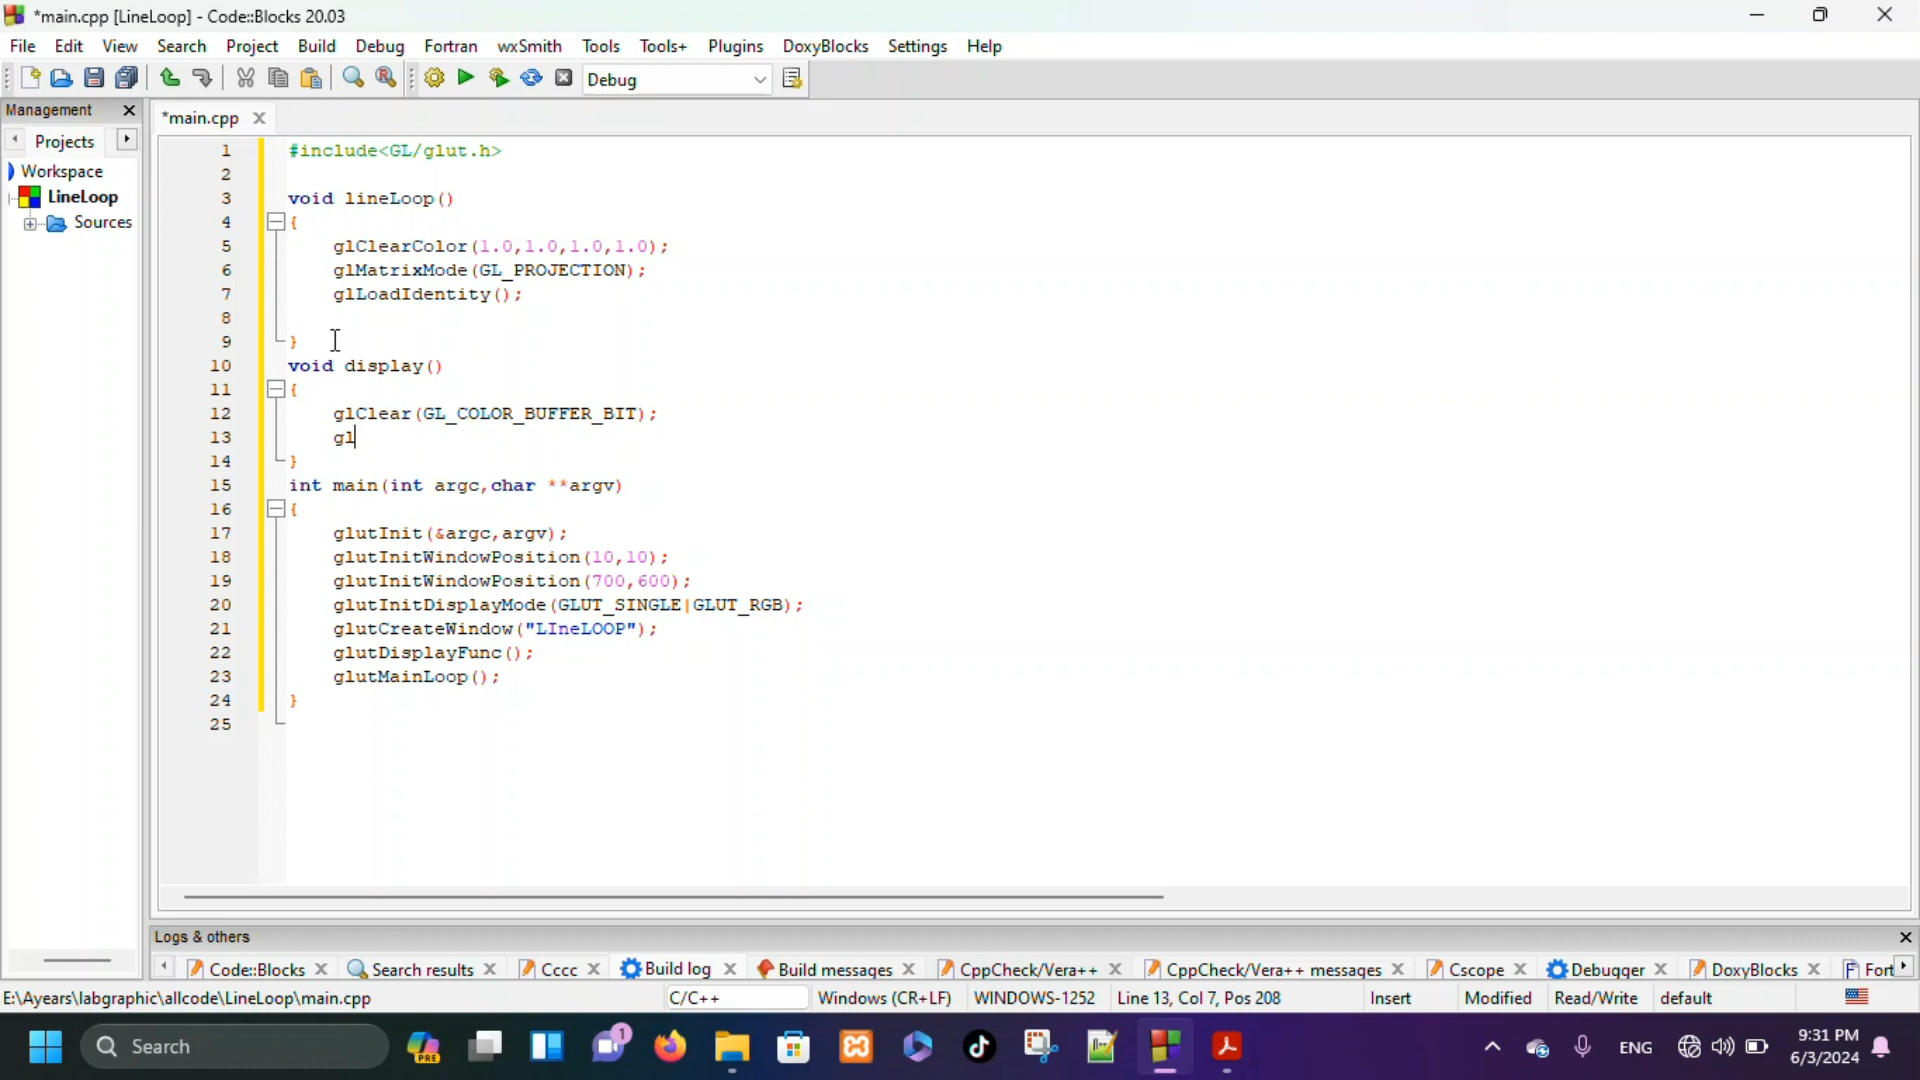 *main.cpp [LineLoop] - Code::Blocks 20.03
File Edit View Search Project Build Debug Fortran wxSmith Tools Tools+ Plugins DoxyBlocks Settings Help
Debug
Management
*main.cpp
Projects
Workspace
LineLoop
Sources
1 #include<GL/glut.h>
2
3 void lineLoop()
4 {
5 glClearColor(1.0,1.0,1.0,1.0);
6 glMatrixMode(GL_PROJECTION);
7 glLoadIdentity();
8
9 }
10 void display()
11 {
12 glClear(GL_COLOR_BUFFER_BIT);
13 gl
14 }
15 int main(int argc,char **argv)
16 {
17 glutInit(&argc,argv);
18 glutInitWindowPosition(10,10);
19 glutInitWindowPosition(700,600);
20 glutInitDisplayMode(GLUT_SINGLE|GLUT_RGB);
21 glutCreateWindow("LIneLOOP");
22 glutDisplayFunc();
23 glutMainLoop();
24 }
25
Logs & others
Code::Blocks Search results Cccc Build log Build messages CppCheck/Vera++ CppCheck/Vera++ messages Cscope Debugger DoxyBlocks Fort
E:\Ayears\labgraphic\allcode\LineLoop\main.cpp C/C++ Windows (CR+LF) WINDOWS-1252 Line 13, Col 7, Pos 208 Insert Modified Read/Write default
Search PRE 1 ENG 9:31 PM
6/3/2024